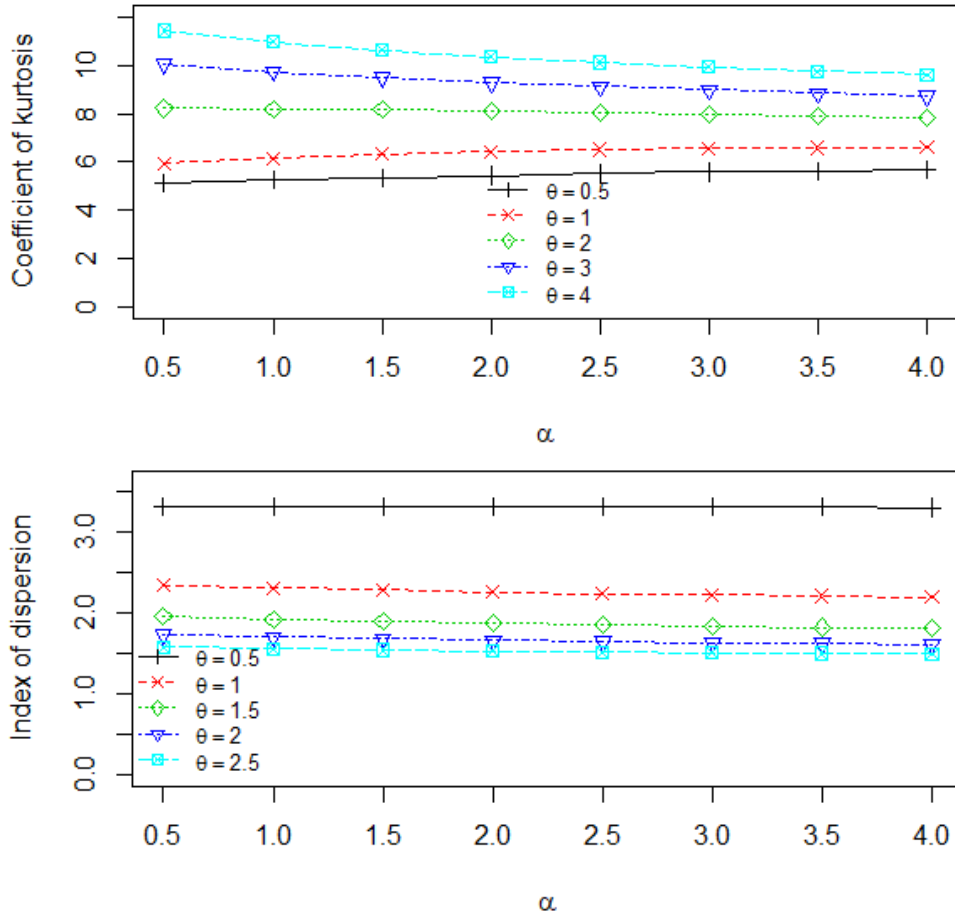 Coefficient of kurtosis
10
8
6
4
2
0
θ = 0.5
θ = 1
θ = 2
θ = 3
θ = 4
0.5 1.0 1.5 2.0 2.5 3.0 3.5 4.0
α
Index of dispersion
3.0
2.0
1.0
0.0
θ = 0.5
θ = 1
θ = 1.5
θ = 2
θ = 2.5
0.5 1.0 1.5 2.0 2.5 3.0 3.5 4.0
α